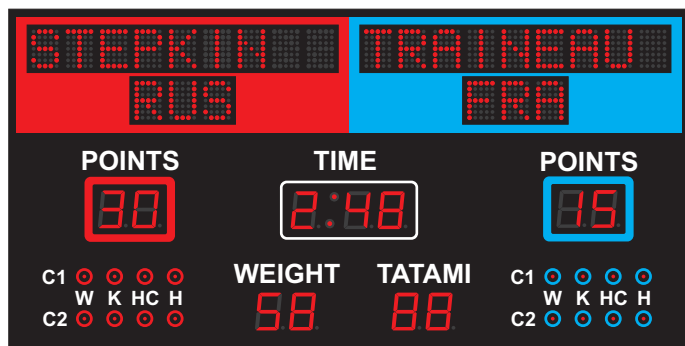 STEPKIN TRAINEAU
RUS FRA
POINTS TIME POINTS
30 2:48 15
C1 WEIGHT TATAMI C1
W K HC H W K HC H
C2 58 88 C2